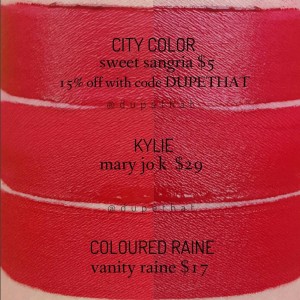 CITY COLOR
sweet sangria $5
15% off with code DUPETHAT
@dupethat
KYLIE
mary jo k $29
@dupethat
COLOURED RAINE
vanity raine $17